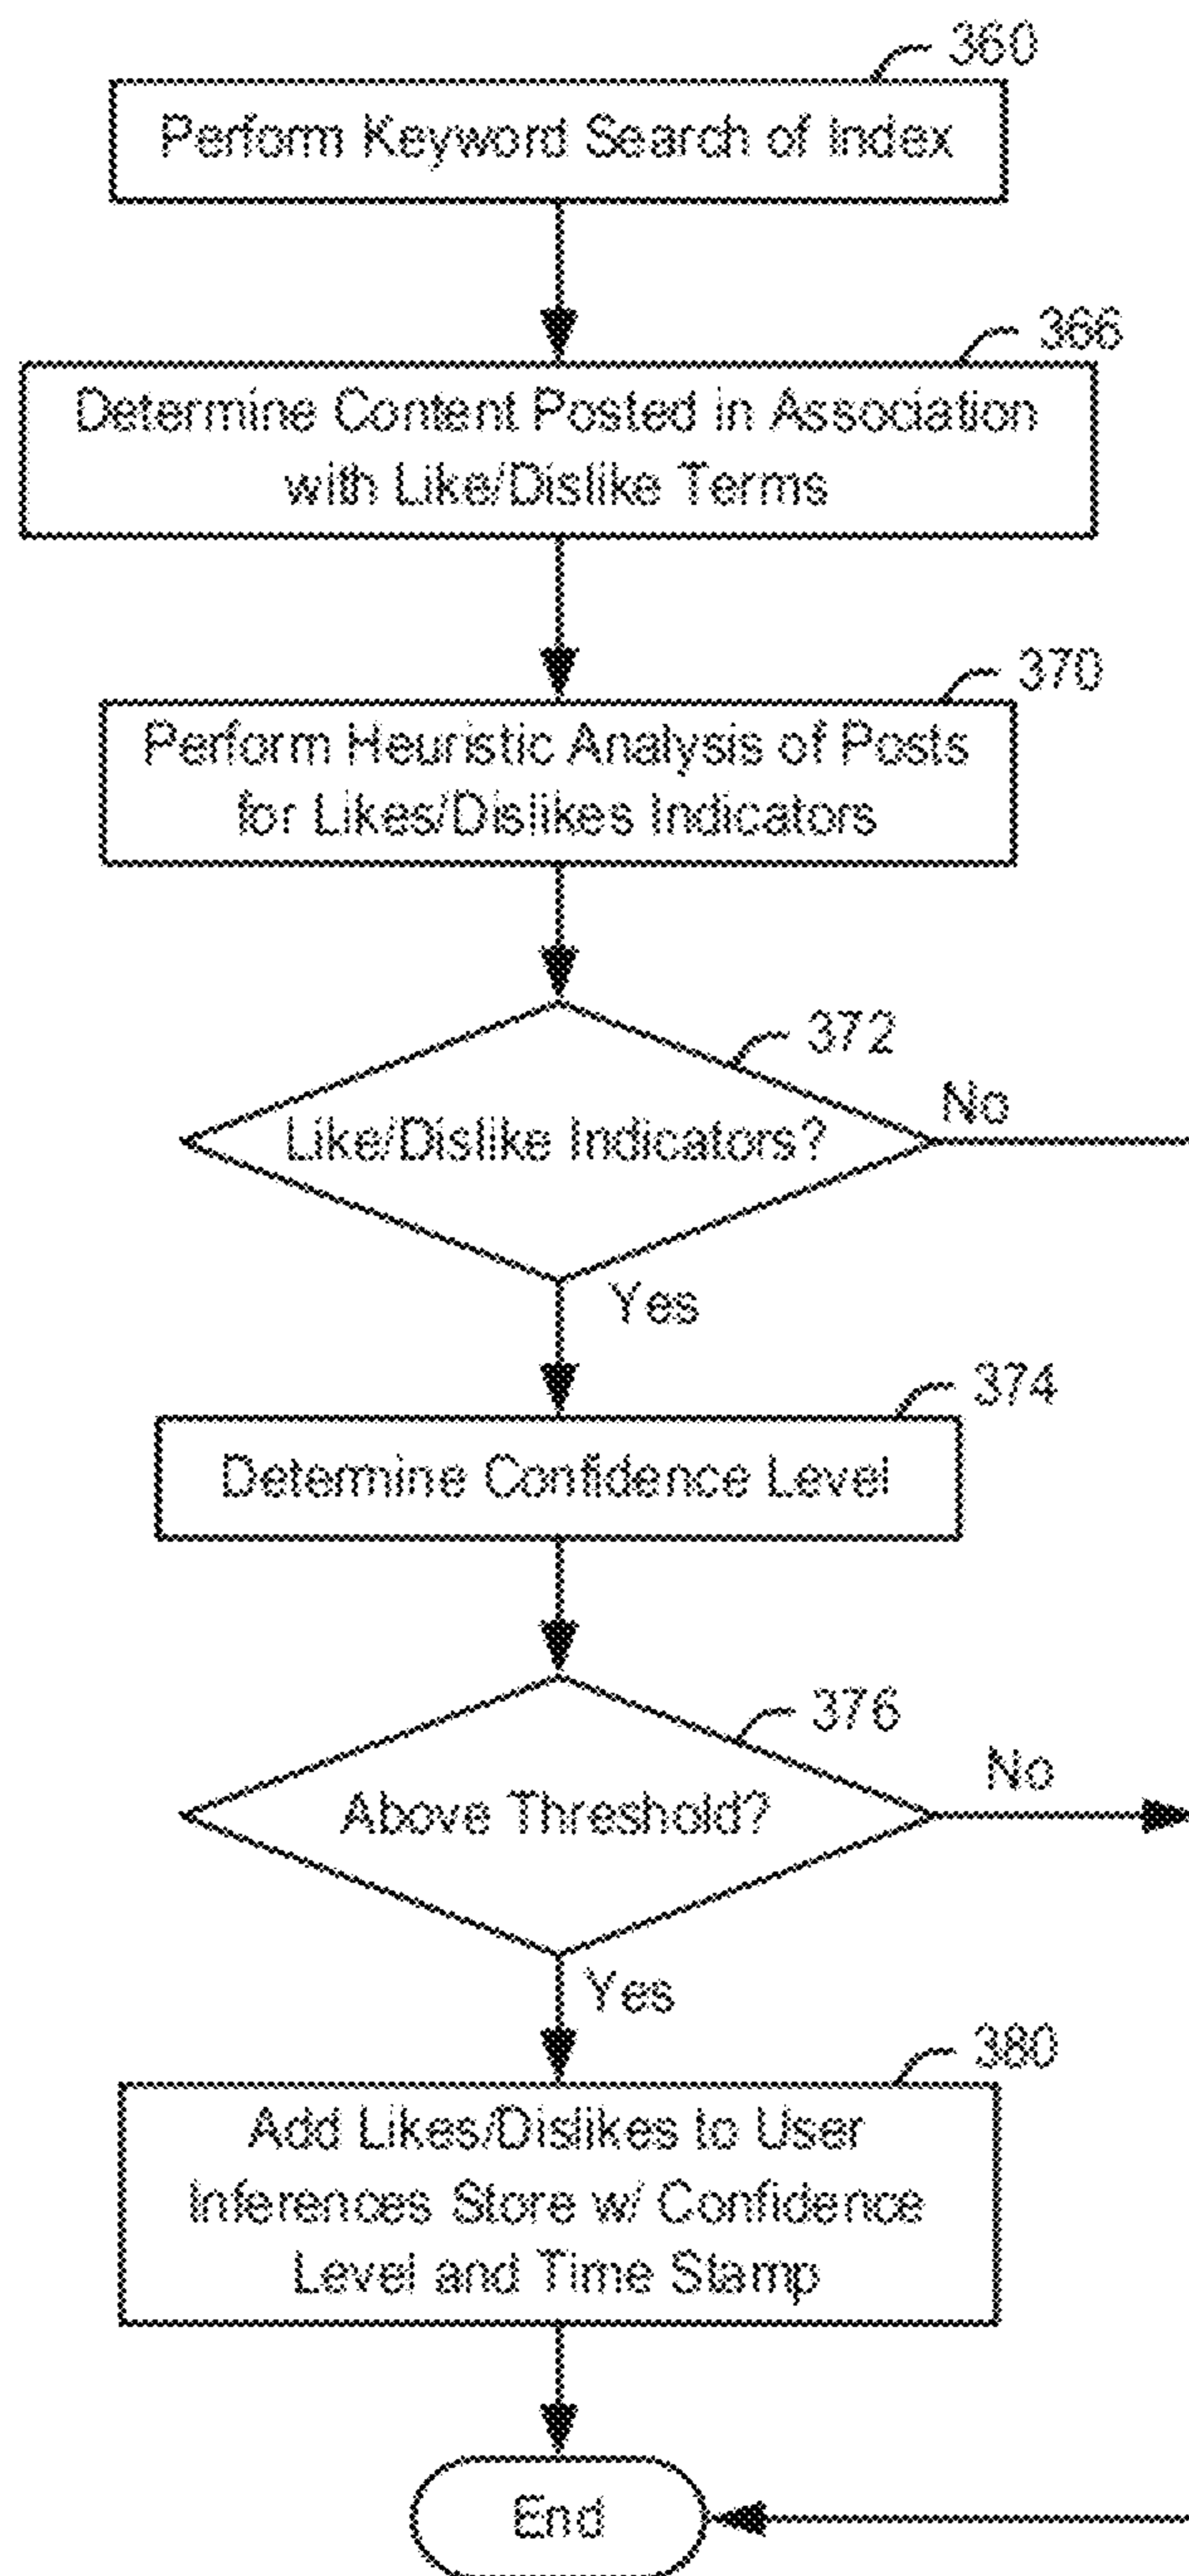 360
Perform Keyword Search of Index
366
Determine Content Posted in Association
with Like/Dislike Terms
370
Perform Heuristic Analysis of Posts
for Likes/Dislikes Indicators
372
No
Like/Dislike Indicators?
Yes
374
Determine Confidence Level
376
No
Above Threshold?
Yes
380
Add Likes/Dislikes to User
Inferences Store w/ Confidence
Level and Time Stamp
End